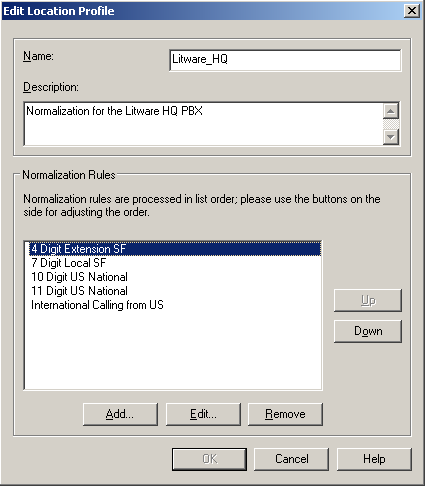 Edit Location Profile
Name:
Litware_HQ
Description:
Normalization for the Litware HQ PBX
Normalization Rules
Normalization rules are processed in list order; please use the buttons on the
side for adjusting the order.
4 Digit Extension SF
7 Digit Local SF
10 Digit US National
11 Digit US National
International Calling from US
Up
Down
Add...
Edit...
Remove
OK
Cancel
Help